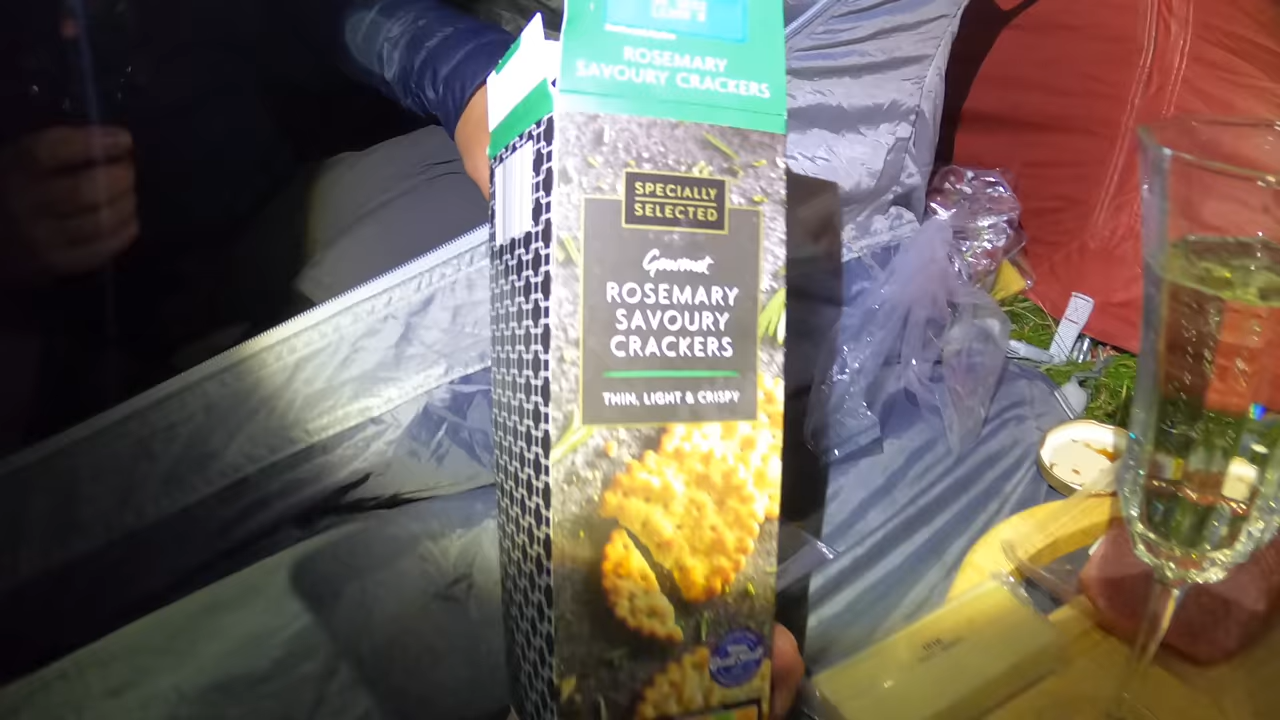 ROSEMARY
SAVOURY CRACKERS
SPECIALLY
SELECTED
Gourmet
ROSEMARY
SAVOURY
CRACKERS
THIN, LIGHT & CRISPY